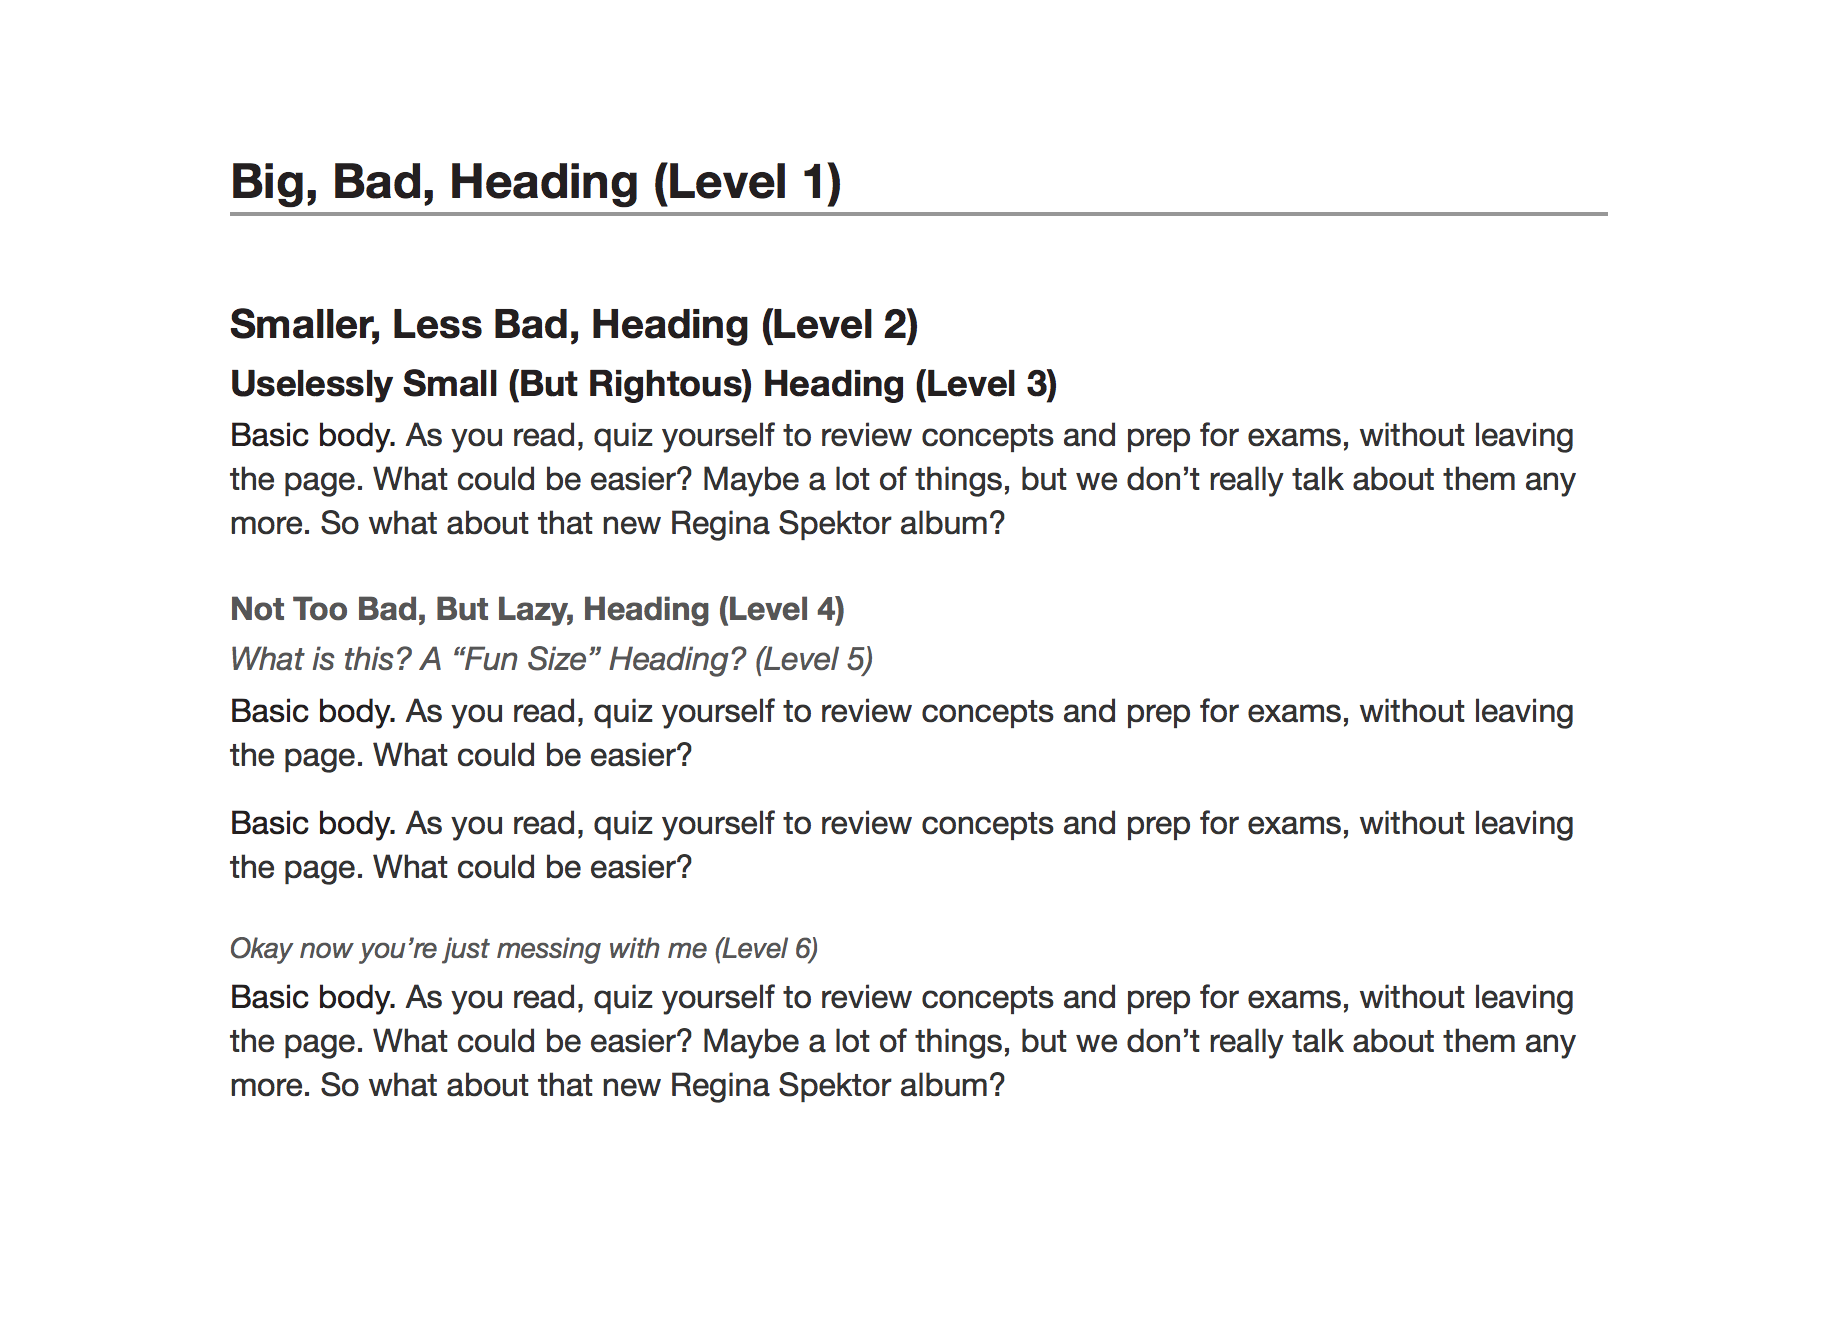 Big, Bad, Heading (Level 1)
Smaller, Less Bad, Heading (Level 2)
Uselessly Small (But Rightous) Heading (Level 3)
Basic body. As you read, quiz yourself to review concepts and prep for exams, without leaving
the page. What could be easier? Maybe a lot of things, but we don’t really talk about them any
more. So what about that new Regina Spektor album?
Not Too Bad, But Lazy, Heading (Level 4)
What is this? A “Fun Size” Heading? (Level 5)
Basic body. As you read, quiz yourself to review concepts and prep for exams, without leaving
the page. What could be easier?
Basic body. As you read, quiz yourself to review concepts and prep for exams, without leaving
the page. What could be easier?
Okay now you’re just messing with me (Level 6)
Basic body. As you read, quiz yourself to review concepts and prep for exams, without leaving
the page. What could be easier? Maybe a lot of things, but we don’t really talk about them any
more. So what about that new Regina Spektor album?